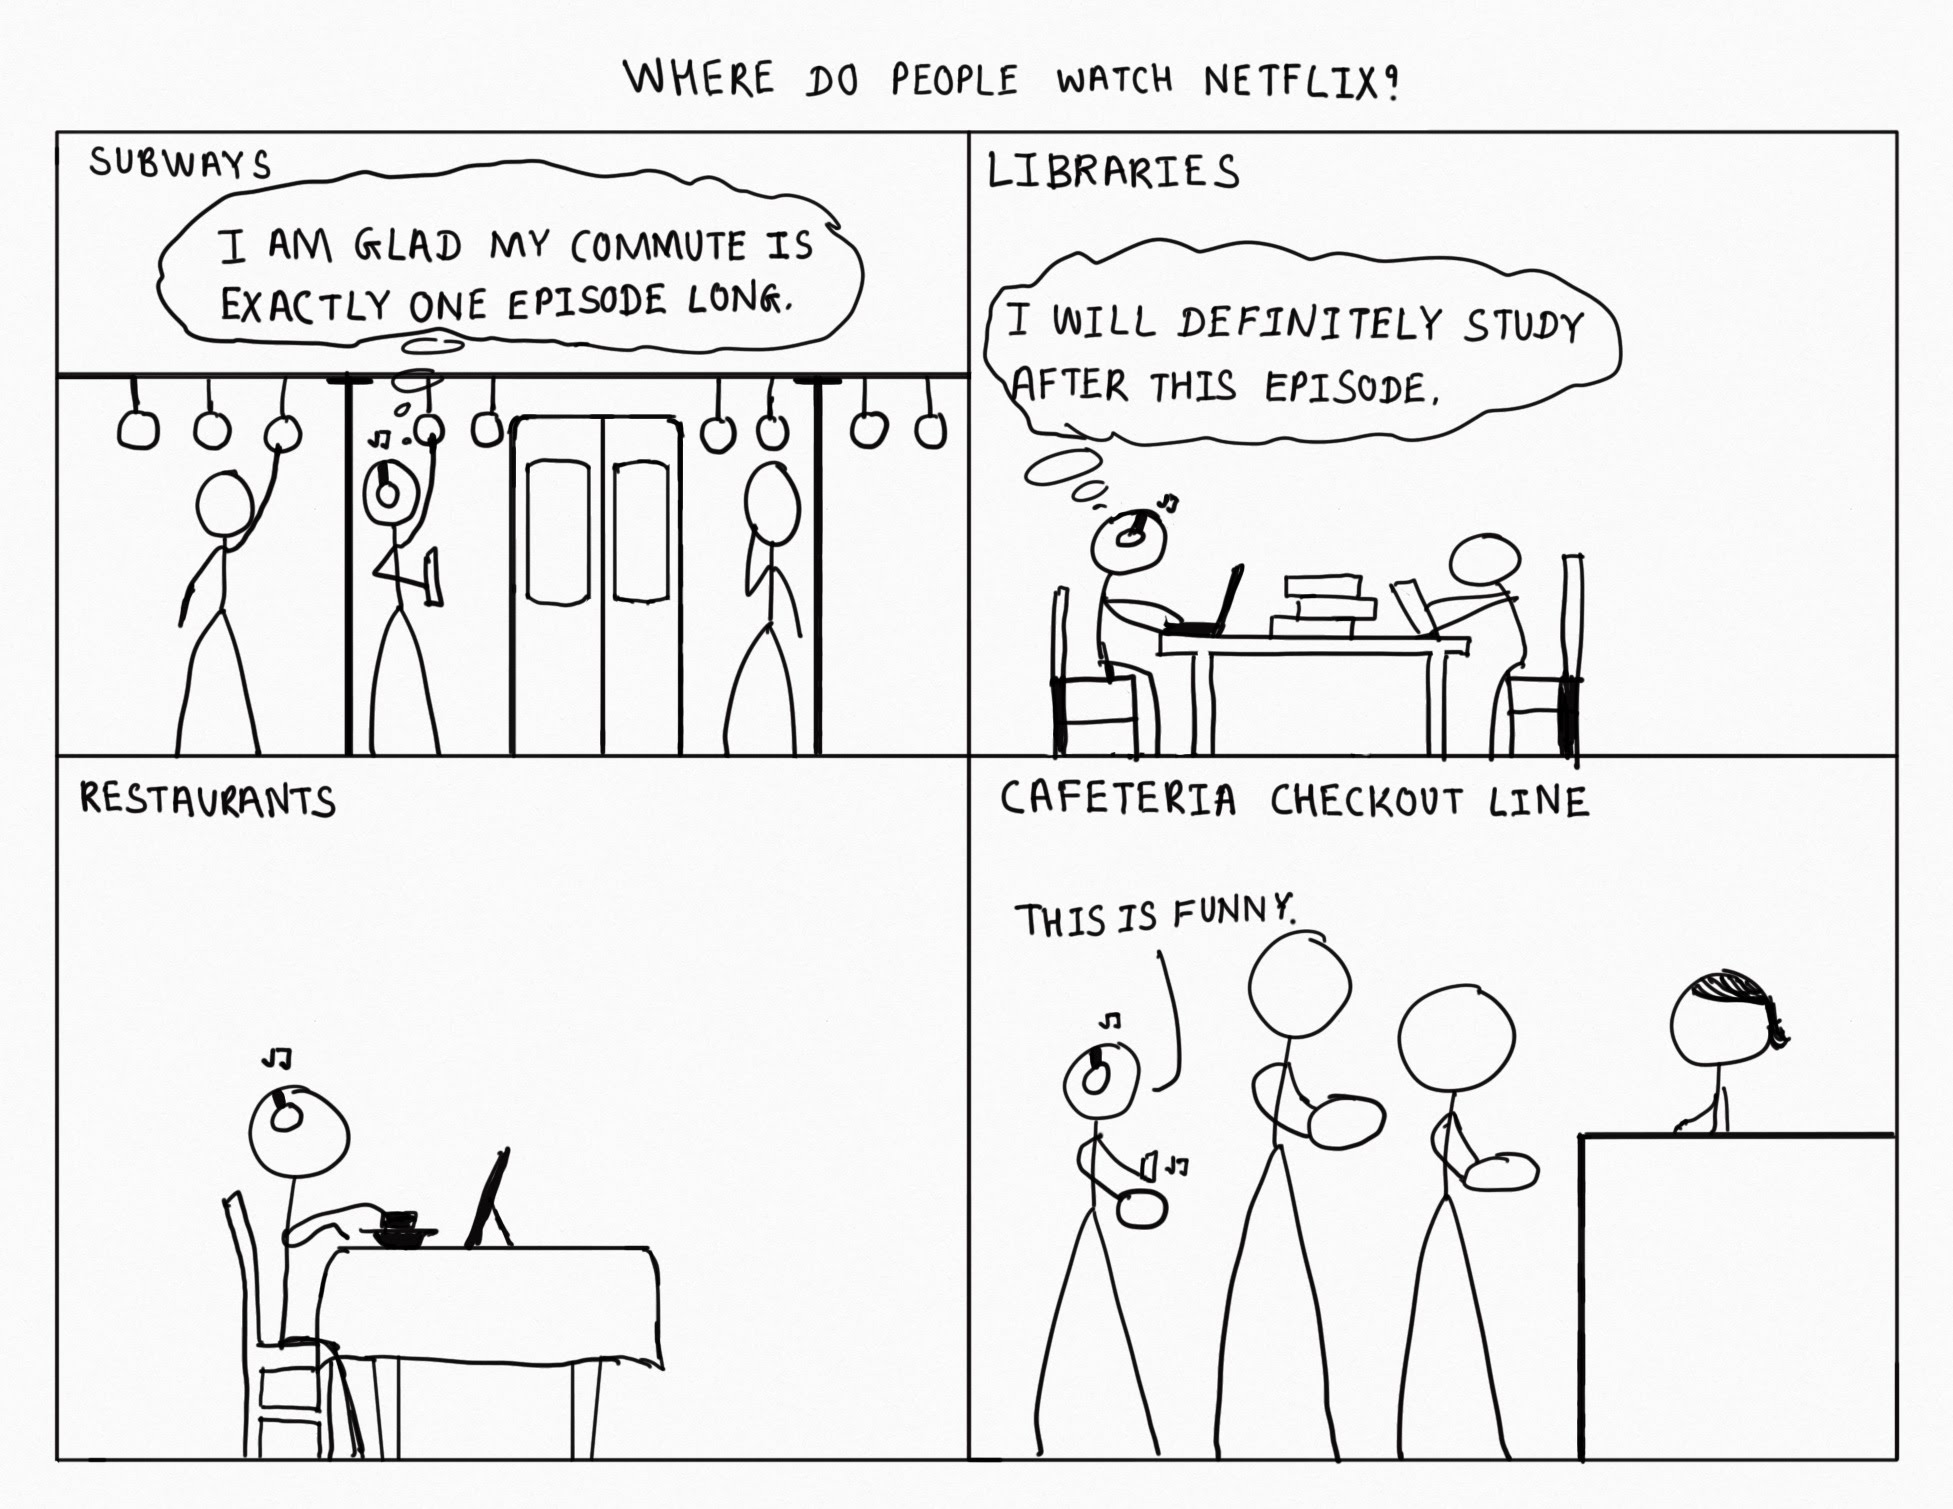 WHERE DO PEOPLE WATCH NETFLIX?
SUBWAYS
I AM GLAD MY COMMUTE IS
EXACTLY ONE EPISODE LONG.
LIBRARIES
I WILL DEFINITELY STUDY
AFTER THIS EPISODE.
RESTAURANTS
CAFETERIA CHECKOUT LINE
THIS IS FUNNY.